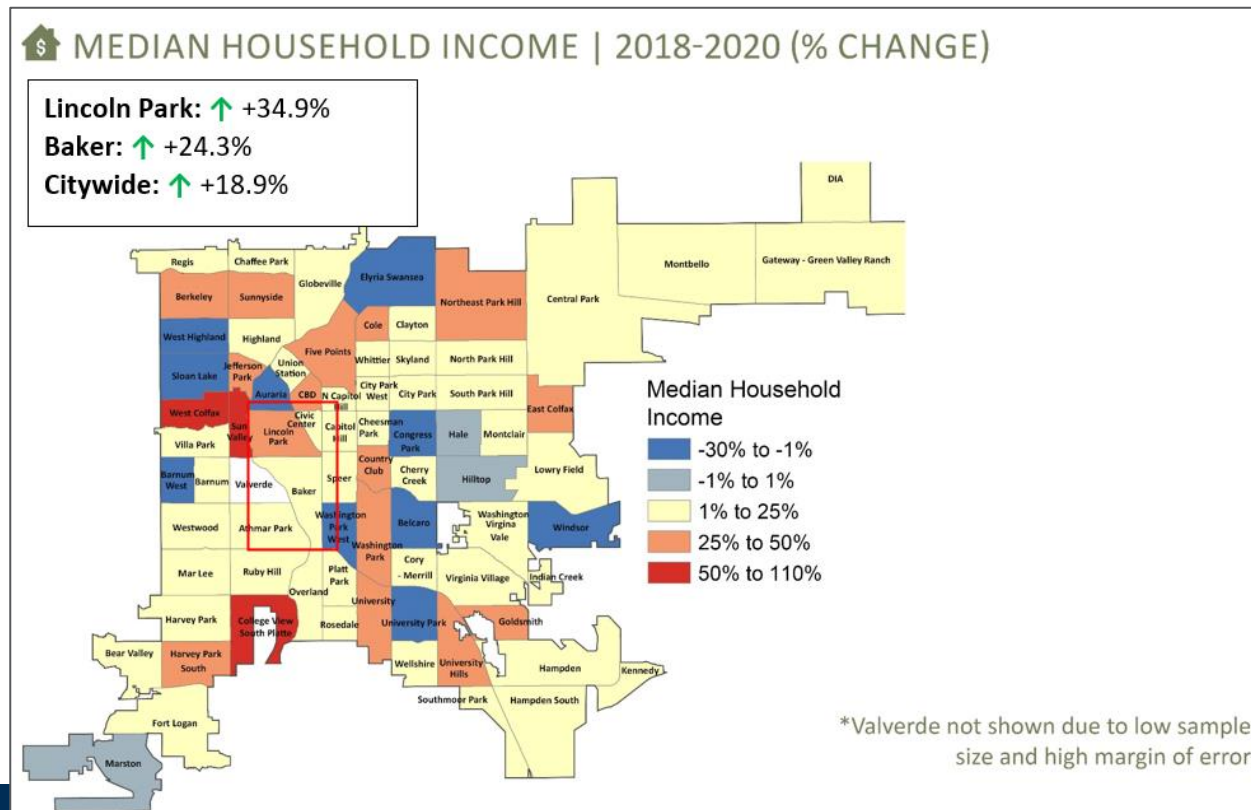 MEDIAN HOUSEHOLD INCOME | 2018-2020 (% CHANGE)
Lincoln Park: ↑ +34.9%
Baker: ↑ +24.3%
Citywide: ↑ +18.9%
DIA
Regis
Chaffee Park
Globeville
Elyria Swansea
Montbello
Gateway - Green Valley Ranch
Berkeley
Sunnyside
Northeast Park Hill
Central Park
West Highland
Highland
Five Points
Cole
Clayton
Sloan Lake
Jefferson
Park
Union
Station
Whittier
Skyland
North Park Hill
Auraria
CBD
N Capitol
Hill
City Park
West
City Park
South Park Hill
West Colfax
Sun
Valley
Lincoln
Park
Civic
Center
Capitol
Hill
Cheesman
Park
Congress
Park
Hale
Montclair
East Colfax
Villa Park
Country
Club
Cherry
Creek
Hilltop
Lowry Field
Barnum
West
Barnum
Valverde
Baker
Speer
Westwood
Athmar Park
Washington
Park
West
Washington
Park
Belcaro
Washington
Virgina
Vale
Windsor
Mar Lee
Ruby Hill
Overland
Platt
Park
Cory
- Merrill
Virginia Village
Indian Creek
Harvey Park
College View
South Platte
Rosedale
University
University Park
Goldsmith
Bear Valley
Harvey Park
South
Wellshire
University
Hills
Hampden
Kennedy
Southmoor Park
Hampden South
Fort Logan
Marston
Median Household
Income
-30% to -1%
-1% to 1%
1% to 25%
25% to 50%
50% to 110%
*Valverde not shown due to low sample
size and high margin of error